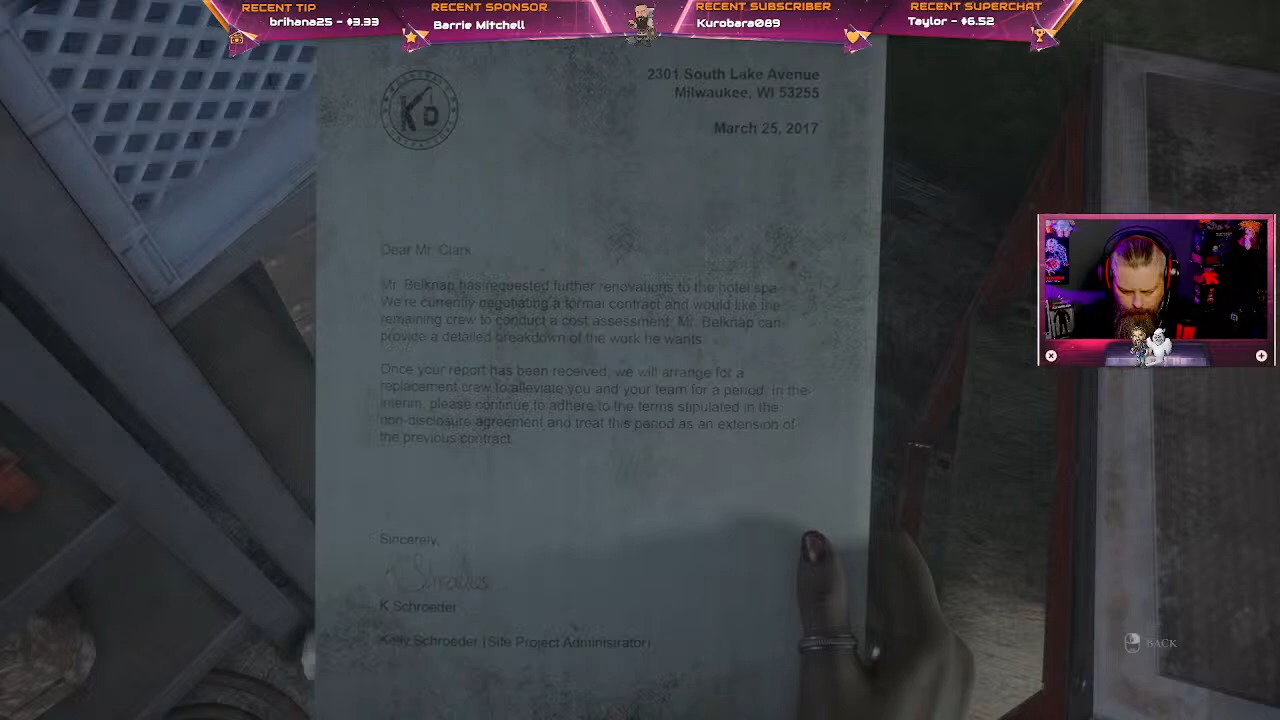 RECENT TIP
brihana25 - $3.33
RECENT SPONSOR
Barrie Mitchell
RECENT SUBSCRIBER
Kurobara089
RECENT SUPERCHAT
Taylor - $6.52
KD
2301 South Lake Avenue
Milwaukee, WI 53255
March 25, 2017
Dear Mr. Clark
Mr. Belknap has requested further renovations to the hotel spa.
We're currently negotiating a formal contract and would like the
remaining crew to conduct a cost assessment. Mr. Belknap can
provide a detailed breakdown of the work he wants.
Once your report has been received, we will arrange for a
replacement crew to alleviate you and your team for a period. In the
interim, please continue to adhere to the terms stipulated in the
non-disclosure agreement and treat this period as an extension of
the previous contract.
Sincerely,
K Schroeder
Kelly Schroeder (Site Project Administrator)
BACK